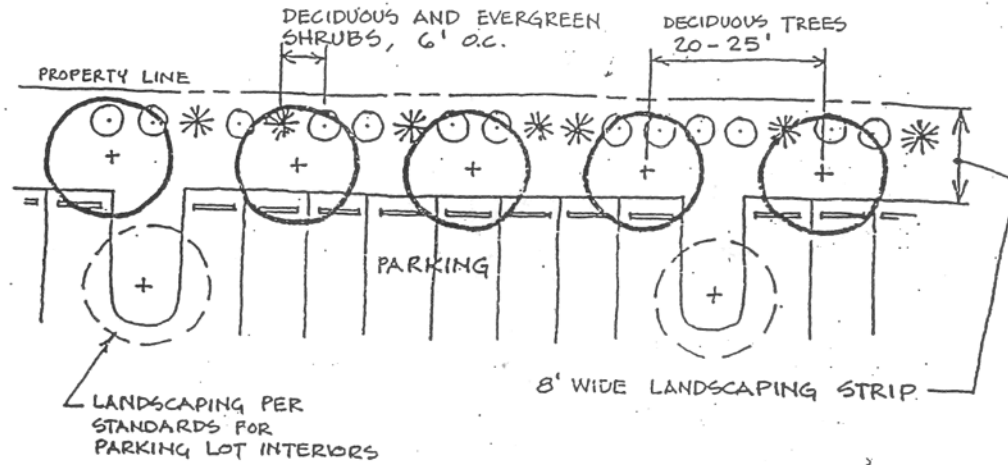 DECIDUOUS AND EVERGREEN
SHRUBS, 6' O.C.
DECIDUOUS TREES
20-25'
PROPERTY LINE
PARKING
8' WIDE LANDSCAPING STRIP
LANDSCAPING PER
STANDARDS FOR
PARKING LOT INTERIORS